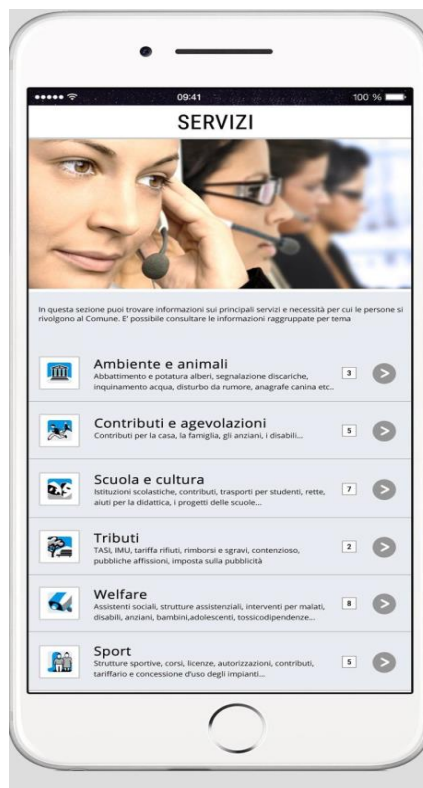 09:41
100 %
SERVIZI
In questa sezione puoi trovare informazioni sui principali servizi e necessità per cui le persone si
rivolgono al Comune. E' possibile consultare le informazioni raggruppate per tema
Ambiente e animali
Abbattimento e potatura alberi, segnalazione discariche,
inquinamento acqua, disturbo da rumore, anagrafe canina etc..
3
>
Contributi e agevolazioni
Contributi per la casa, la famiglia, gli anziani, i disabili...
5
>
Scuola e cultura
Istituzioni scolastiche, contributi, trasporti per studenti, rette,
aiuti per la didattica, i progetti delle scuole...
7
>
Tributi
TASI, IMU, tariffa rifiuti, rimborsi e sgravi, contenzioso,
pubbliche affissioni, imposta sulla pubblicità
2
>
Welfare
Assistenti sociali, strutture assistenziali, interventi per malati,
disabili, anziani, bambini,adolescenti, tossicodipendenze...
8
>
Sport
Strutture sportive, corsi, licenze, autorizzazioni, contributi,
tariffario e concessione d'uso degli impianti...
5
>